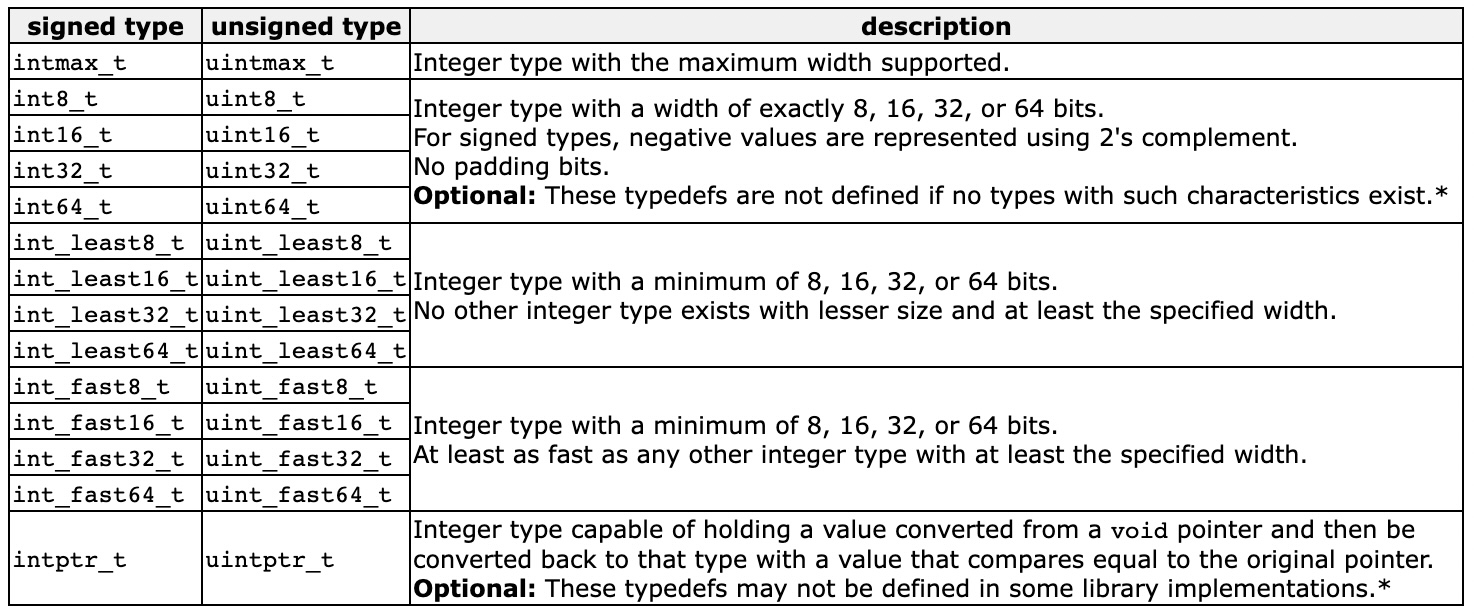 signed type unsigned type description
intmax_t uintmax_t Integer type with the maximum width supported.
int8_t uint8_t
int16_t uint16_t
int32_t uint32_t
int64_t uint64_t
Integer type with a width of exactly 8, 16, 32, or 64 bits.
For signed types, negative values are represented using 2's complement.
No padding bits.
Optional: These typedefs are not defined if no types with such characteristics exist.*
int_least8_t uint_least8_t
int_least16_t uint_least16_t
int_least32_t uint_least32_t
int_least64_t uint_least64_t
Integer type with a minimum of 8, 16, 32, or 64 bits.
No other integer type exists with lesser size and at least the specified width.
int_fast8_t uint_fast8_t
int_fast16_t uint_fast16_t
int_fast32_t uint_fast32_t
int_fast64_t uint_fast64_t
Integer type with a minimum of 8, 16, 32, or 64 bits.
At least as fast as any other integer type with at least the specified width.
intptr_t uintptr_t
Integer type capable of holding a value converted from a void pointer and then be
converted back to that type with a value that compares equal to the original pointer.
Optional: These typedefs may not be defined in some library implementations.*